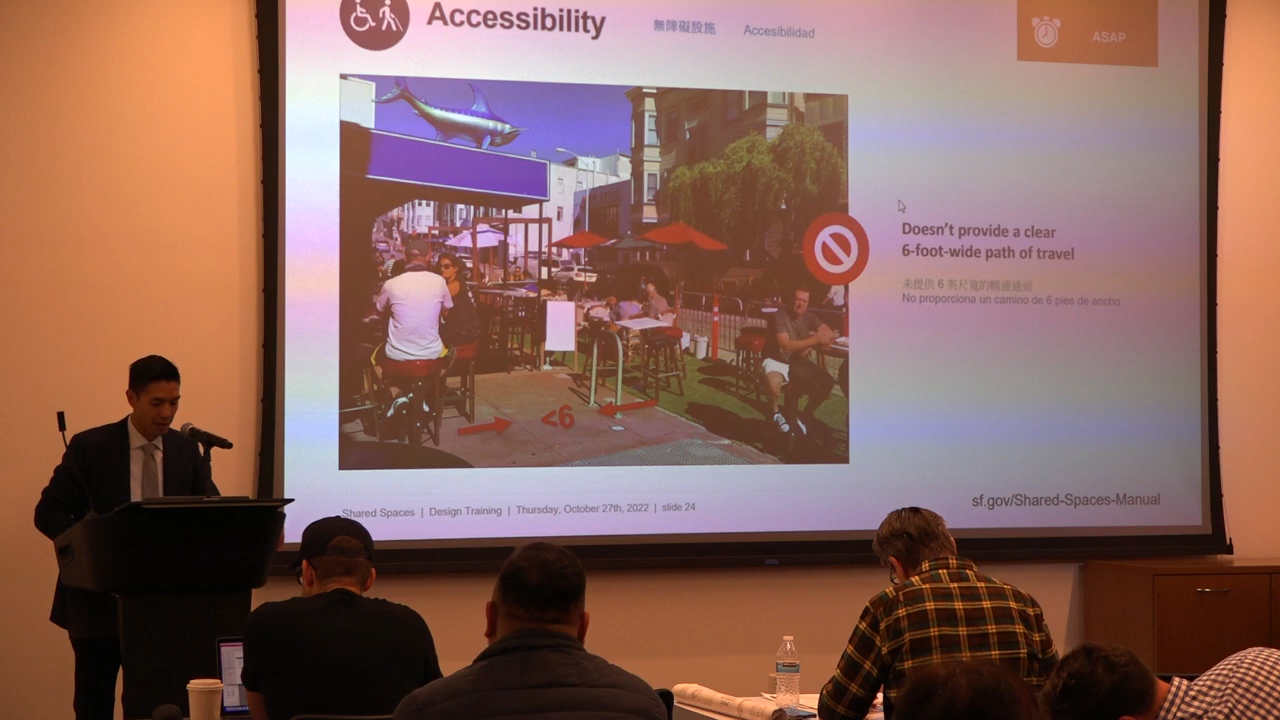 Accessibility
無障礙設施
Accesibilidad
ASAP
Doesn't provide a clear
6-foot-wide path of travel
未提供 6 英尺寬的暢通通道
No proporciona un camino de 6 pies de ancho
<6
Shared Spaces | Design Training | Thursday, October 27th, 2022 | slide 24
sf.gov/Shared-Spaces-Manual